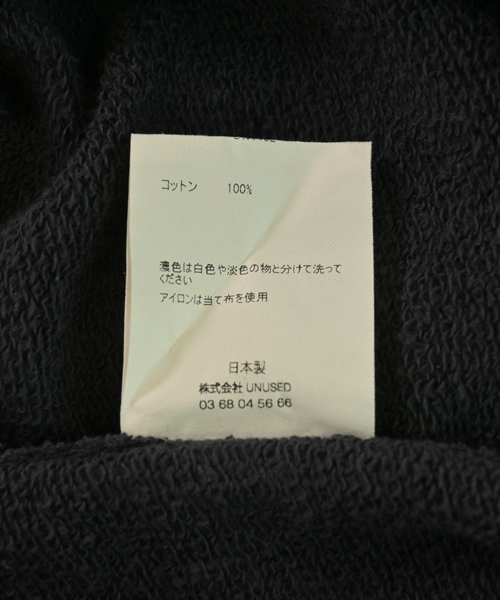 コットン 100%
濃色は白色や淡色の物と分けて洗って
ください
アイロンは当て布を使用
日本製
株式会社 UNUSED
03 68 04 56 66